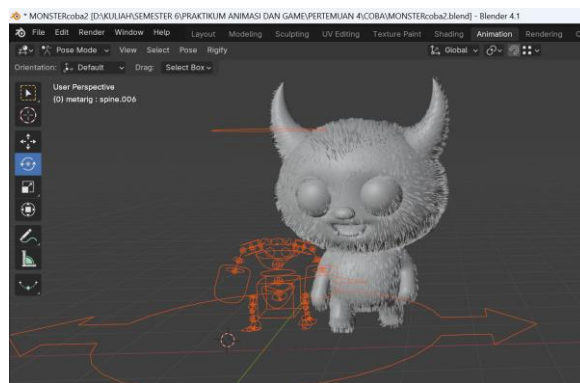 * MONSTERcoba2 [D:\KULIAH\SEMESTER 6\PRAKTIKUM ANIMASI DAN GAME\PERTEMUAN 4\COBA\MONSTERcoba2.blend] - Blender 4.1
File Edit Render Window Help Layout Modeling Sculpting UV Editing Texture Paint Shading Animation Rendering
Pose Mode View Select Pose Rigify Global
Orientation: Default Drag: Select Box
User Perspective
(0) metarig : spine.006